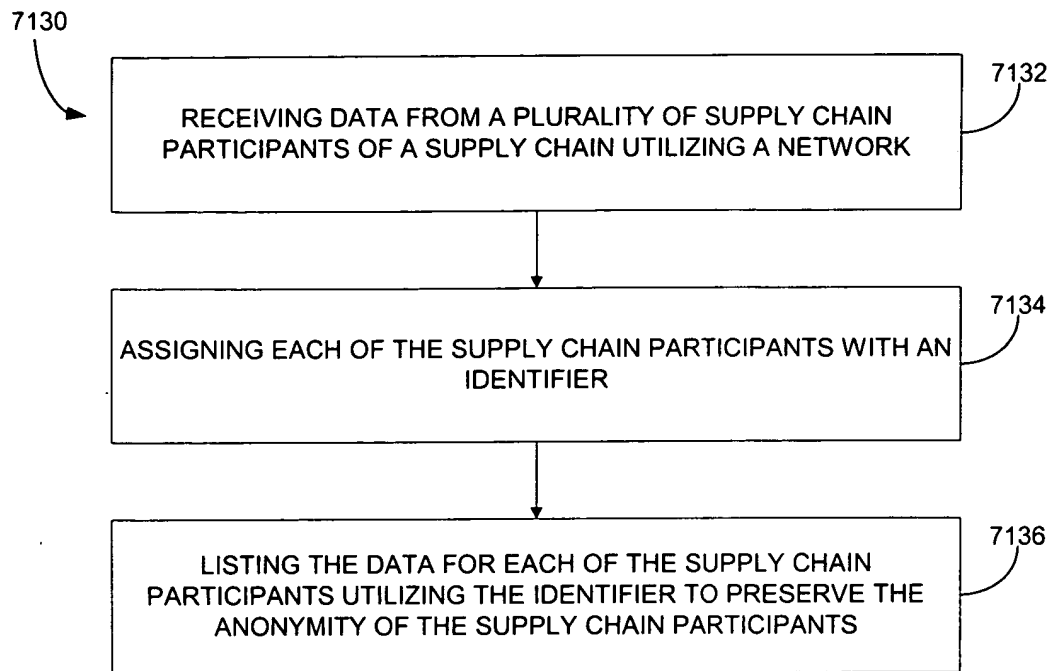 7130
7132
RECEIVING DATA FROM A PLURALITY OF SUPPLY CHAIN
PARTICIPANTS OF A SUPPLY CHAIN UTILIZING A NETWORK
7134
ASSIGNING EACH OF THE SUPPLY CHAIN PARTICIPANTS WITH AN
IDENTIFIER
7136
LISTING THE DATA FOR EACH OF THE SUPPLY CHAIN
PARTICIPANTS UTILIZING THE IDENTIFIER TO PRESERVE THE
ANONYMITY OF THE SUPPLY CHAIN PARTICIPANTS